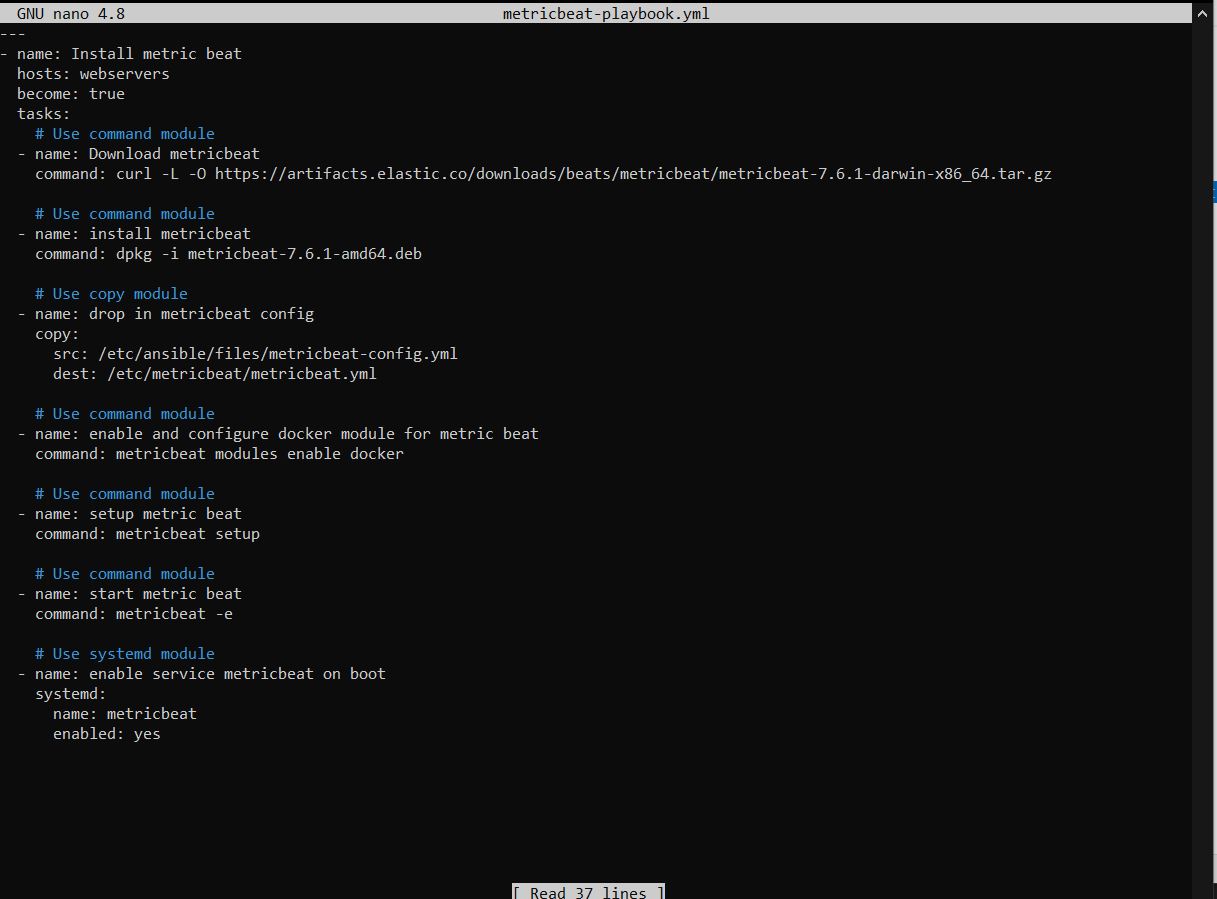 GNU nano 4.8 metricbeat-playbook.yml
---
- name: Install metric beat
  hosts: webservers
  become: true
  tasks:
    # Use command module
  - name: Download metricbeat
    command: curl -L -O https://artifacts.elastic.co/downloads/beats/metricbeat/metricbeat-7.6.1-darwin-x86_64.tar.gz

    # Use command module
  - name: install metricbeat
    command: dpkg -i metricbeat-7.6.1-amd64.deb

    # Use copy module
  - name: drop in metricbeat config
    copy:
      src: /etc/ansible/files/metricbeat-config.yml
      dest: /etc/metricbeat/metricbeat.yml

    # Use command module
  - name: enable and configure docker module for metric beat
    command: metricbeat modules enable docker

    # Use command module
  - name: setup metric beat
    command: metricbeat setup

    # Use command module
  - name: start metric beat
    command: metricbeat -e

    # Use systemd module
  - name: enable service metricbeat on boot
    systemd:
      name: metricbeat
      enabled: yes
[ Read 37 lines ]